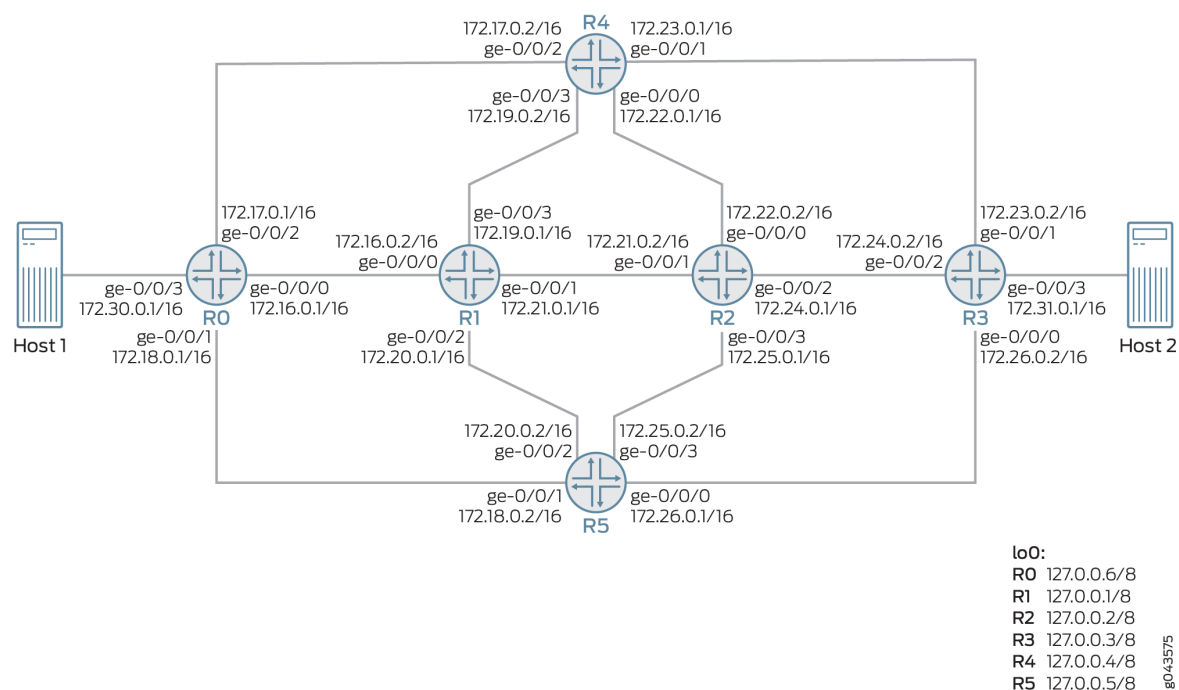 R4
172.17.0.2/16
ge-0/0/2
172.23.0.1/16
ge-0/0/1
ge-0/0/3
172.19.0.2/16
ge-0/0/0
172.22.0.1/16
172.17.0.1/16
ge-0/0/2
172.16.0.2/16
ge-0/0/0
ge-0/0/3
172.19.0.1/16
172.21.0.2/16
ge-0/0/1
172.22.0.2/16
ge-0/0/0
172.24.0.2/16
ge-0/0/2
172.23.0.2/16
ge-0/0/1
Host 1
ge-0/0/3
172.30.0.1/16
R0
ge-0/0/0
172.16.0.1/16
R1
ge-0/0/1
172.21.0.1/16
R2
ge-0/0/2
172.24.0.1/16
R3
ge-0/0/3
172.31.0.1/16
Host 2
ge-0/0/1
172.18.0.1/16
ge-0/0/2
172.20.0.1/16
ge-0/0/3
172.25.0.1/16
ge-0/0/0
172.26.0.2/16
172.20.0.2/16
ge-0/0/2
172.25.0.2/16
ge-0/0/3
ge-0/0/1
172.18.0.2/16
ge-0/0/0
172.26.0.1/16
R5
lo0:
R0 127.0.0.6/8
R1 127.0.0.1/8
R2 127.0.0.2/8
R3 127.0.0.3/8
R4 127.0.0.4/8
R5 127.0.0.5/8
g043575